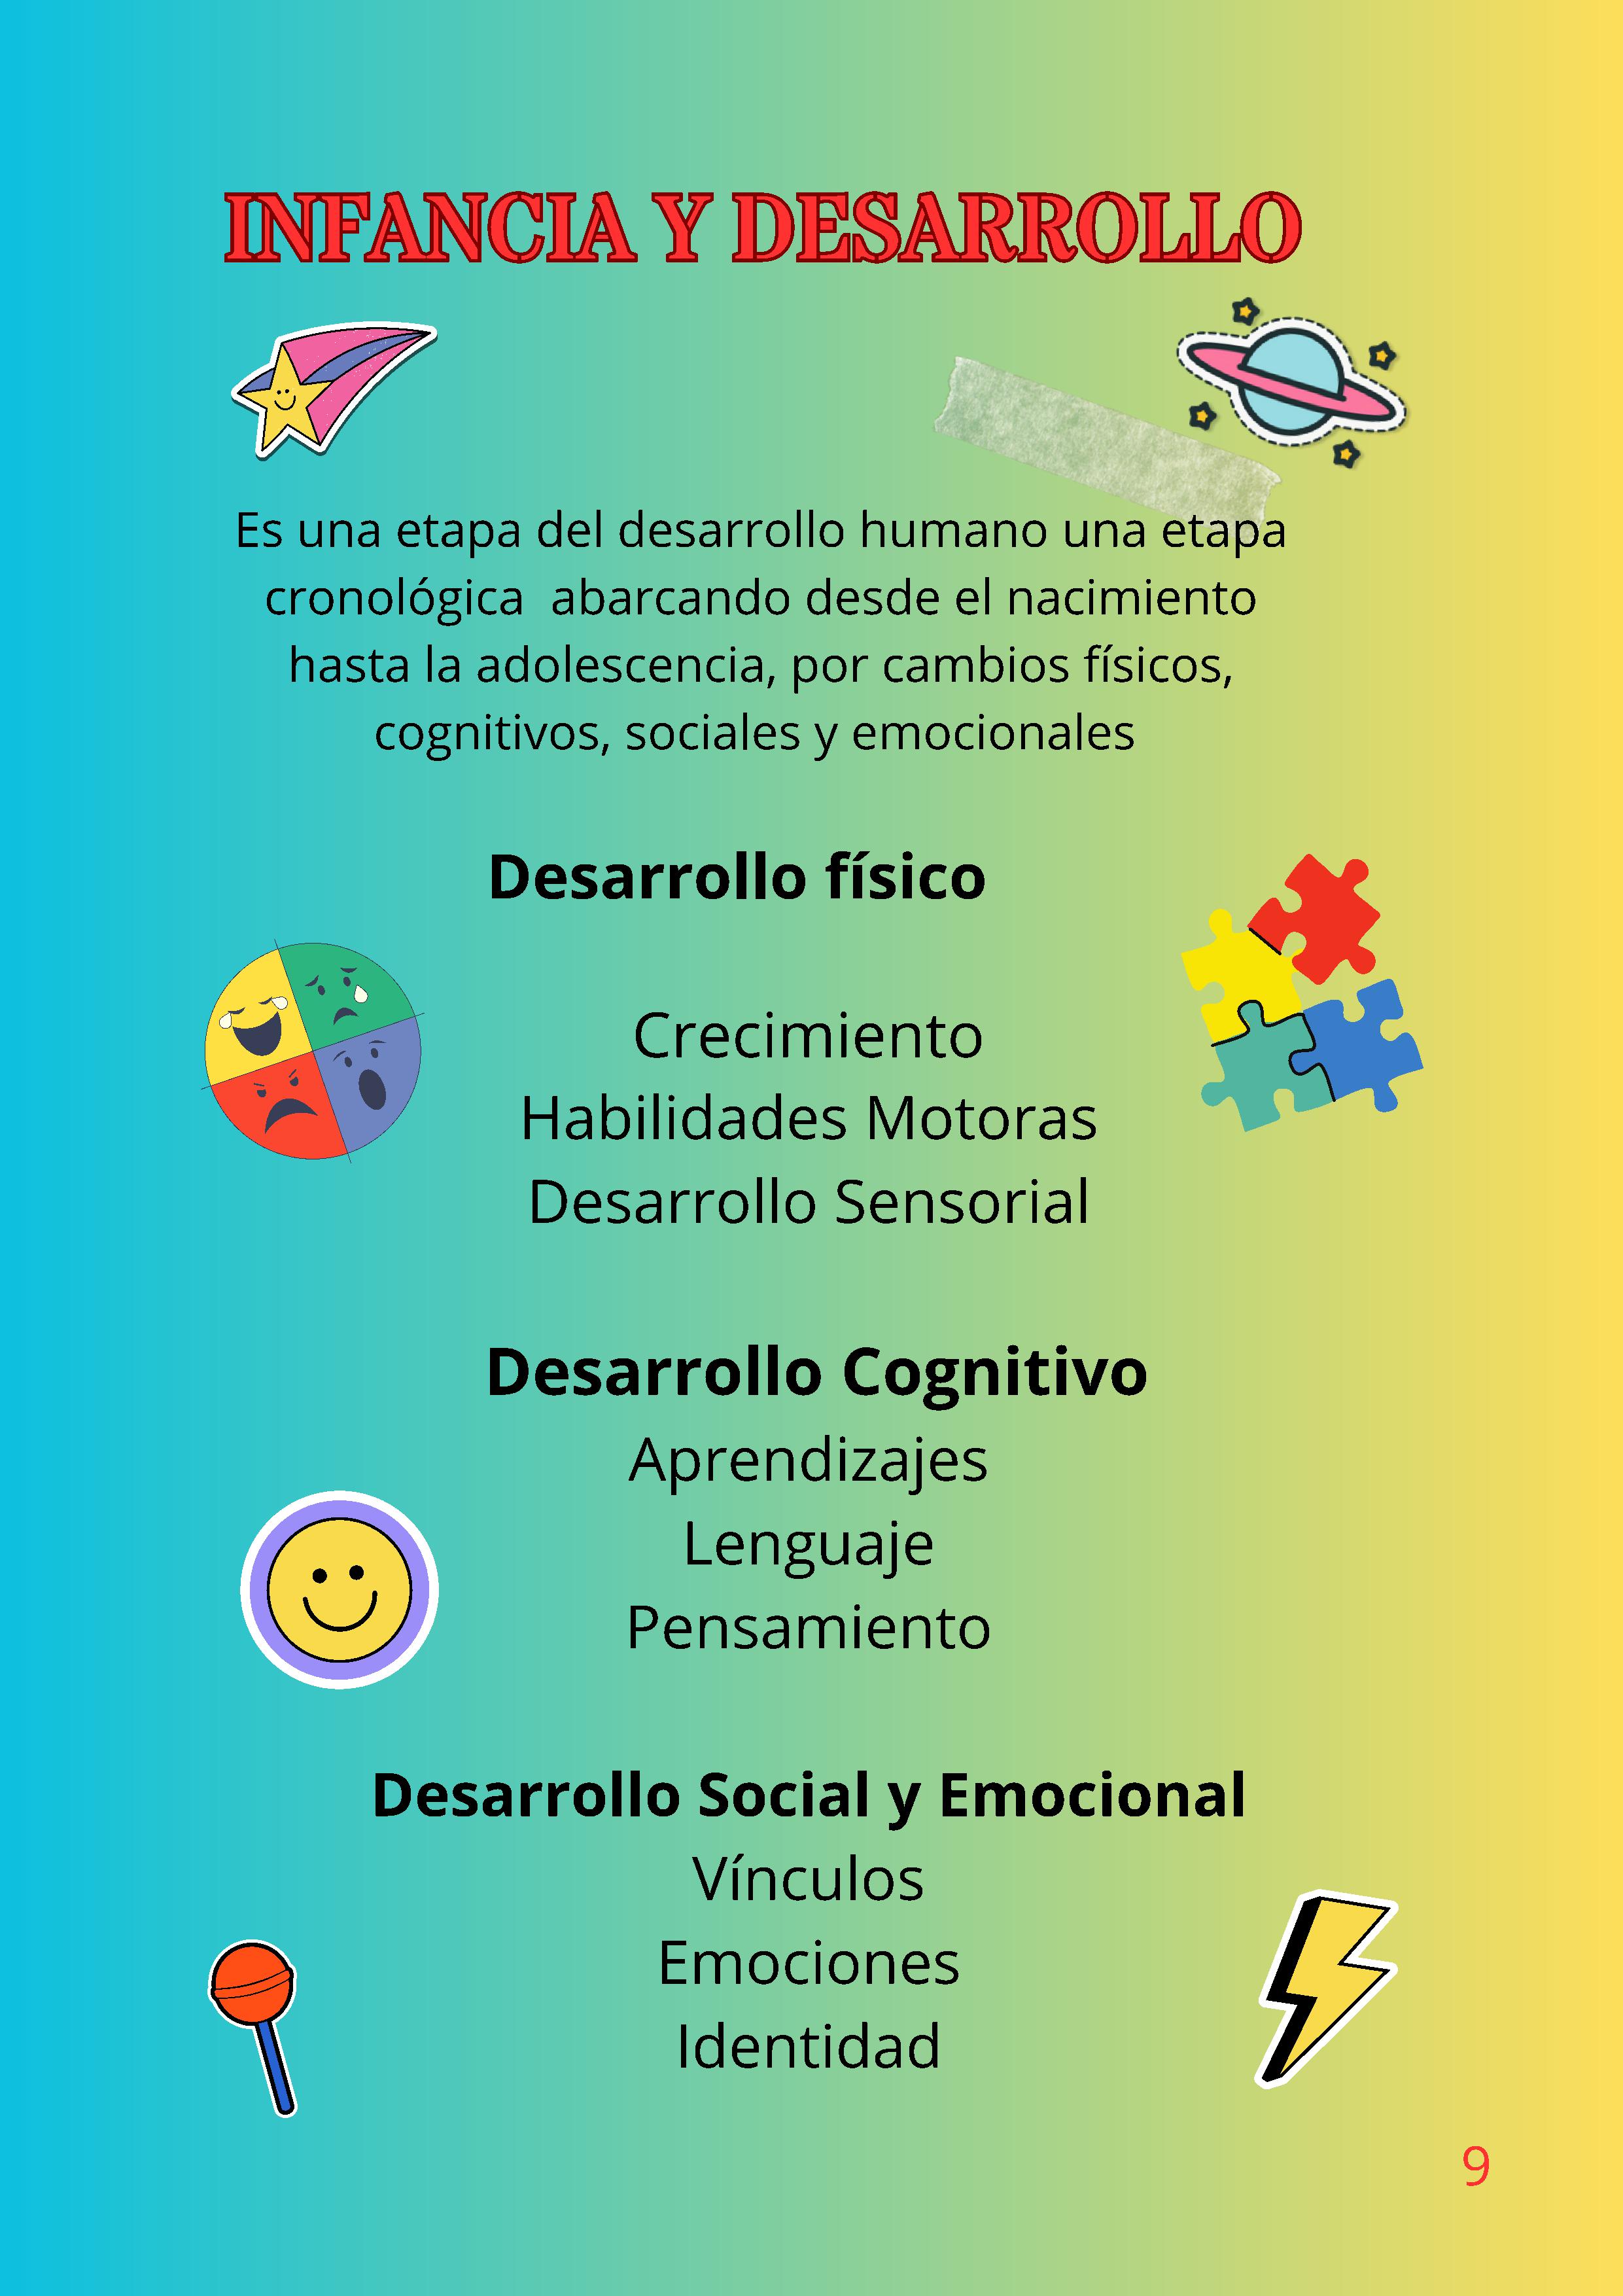 INFANCIA Y DESARROLLO
Es una etapa del desarrollo humano una etapa
cronológica  abarcando desde el nacimiento
hasta la adolescencia, por cambios físicos,
cognitivos, sociales y emocionales
Desarrollo físico
Crecimiento
Habilidades Motoras
Desarrollo Sensorial
Desarrollo Cognitivo
Aprendizajes
Lenguaje
Pensamiento
Desarrollo Social y Emocional
Vínculos
Emociones
Identidad
9